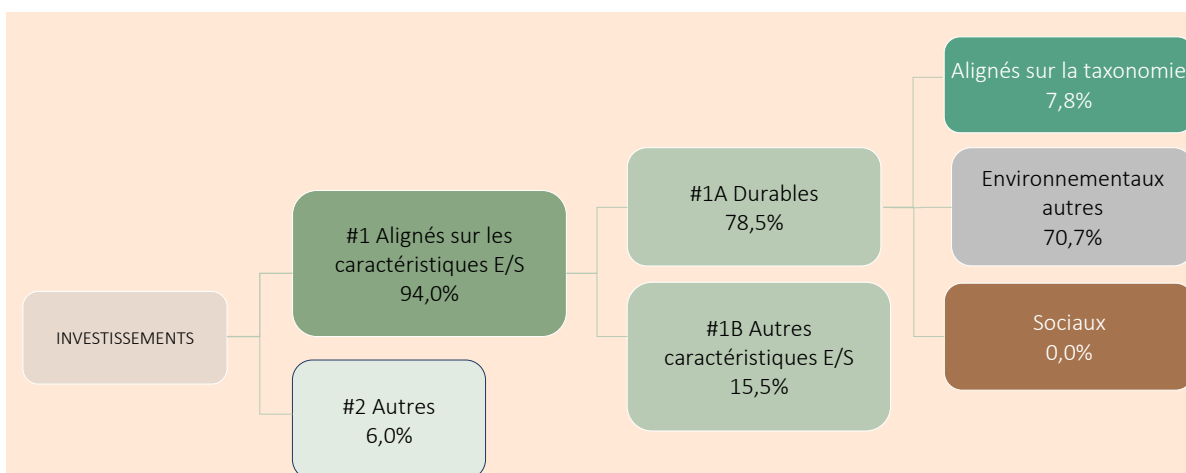 INVESTISSEMENTS
#1 Alignés sur les
caractéristiques E/S
94,0%
#2 Autres
6,0%
#1A Durables
78,5%
#1B Autres
caractéristiques E/S
15,5%
Alignés sur la taxonomie
7,8%
Environnementaux
autres
70,7%
Sociaux
0,0%